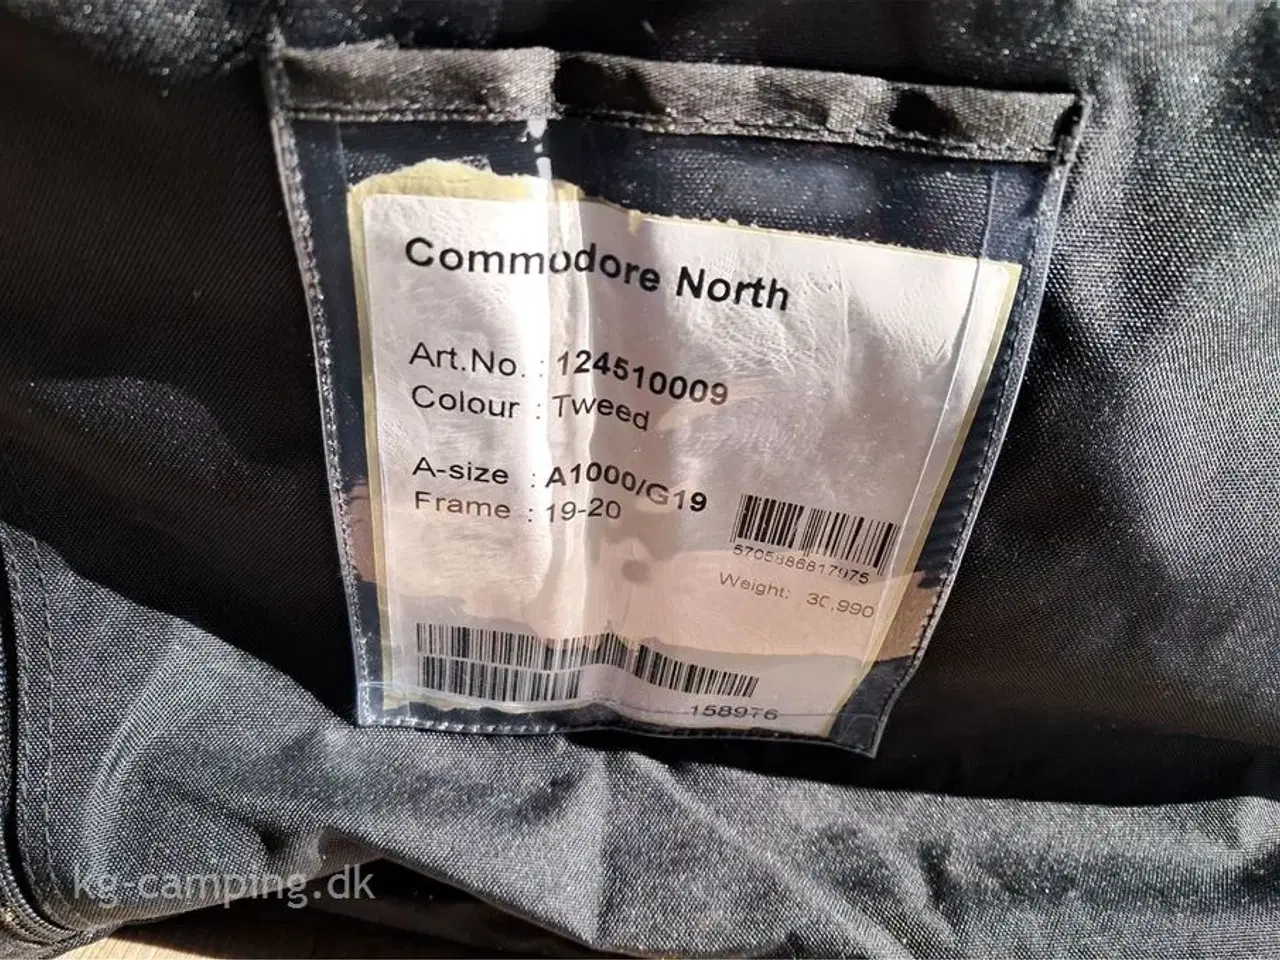 Commodore North
Art.No. : 124510009
Colour : Tweed
A-size : A1000/G19
Frame : 19-20
5705886817975
Weight: 30,990
158976
kg-camping.dk